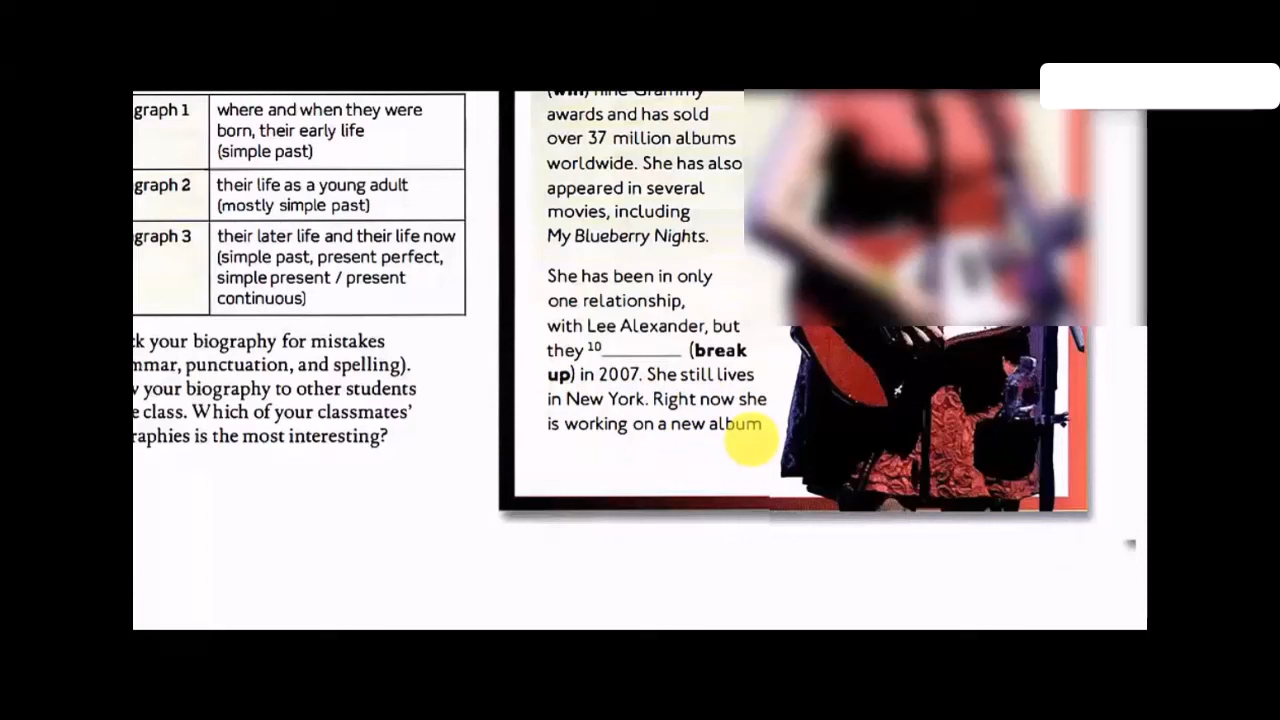 graph 1
where and when they were
born, their early life
(simple past)
graph 2
their life as a young adult
(mostly simple past)
graph 3
their later life and their life now
(simple past, present perfect,
simple present / present
continuous)
k your biography for mistakes
mmar, punctuation, and spelling).
your biography to other students
e class. Which of your classmates'
raphies is the most interesting?
(win) nine Grammy
awards and has sold
over 37 million albums
worldwide. She has also
appeared in several
movies, including
My Blueberry Nights.
She has been in only
one relationship,
with Lee Alexander, but
they 10________ (break
up) in 2007. She still lives
in New York. Right now she
is working on a new album